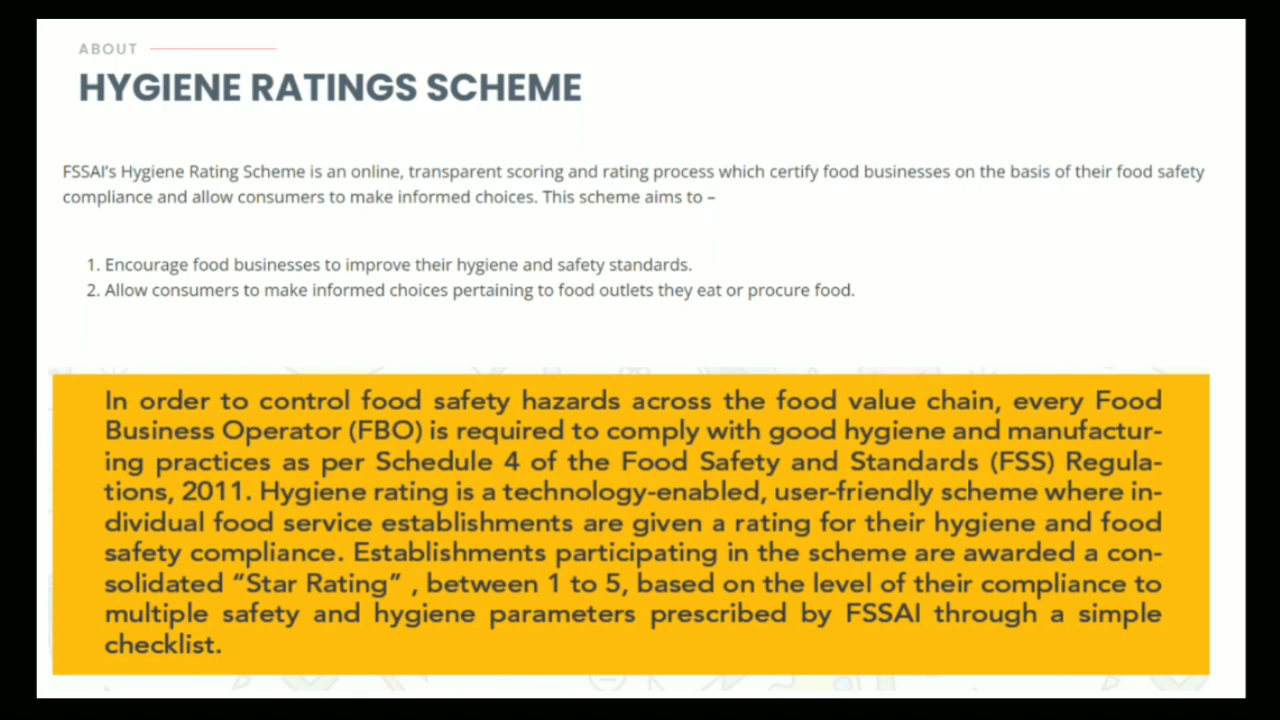 ABOUT
HYGIENE RATINGS SCHEME
FSSAI's Hygiene Rating Scheme is an online, transparent scoring and rating process which certify food businesses on the basis of their food safety
compliance and allow consumers to make informed choices. This scheme aims to –
1. Encourage food businesses to improve their hygiene and safety standards.
2. Allow consumers to make informed choices pertaining to food outlets they eat or procure food.
In order to control food safety hazards across the food value chain, every Food
Business Operator (FBO) is required to comply with good hygiene and manufactur-
ing practices as per Schedule 4 of the Food Safety and Standards (FSS) Regula-
tions, 2011. Hygiene rating is a technology-enabled, user-friendly scheme where in-
dividual food service establishments are given a rating for their hygiene and food
safety compliance. Establishments participating in the scheme are awarded a con-
solidated “Star Rating” , between 1 to 5, based on the level of their compliance to
multiple safety and hygiene parameters prescribed by FSSAI through a simple
checklist.